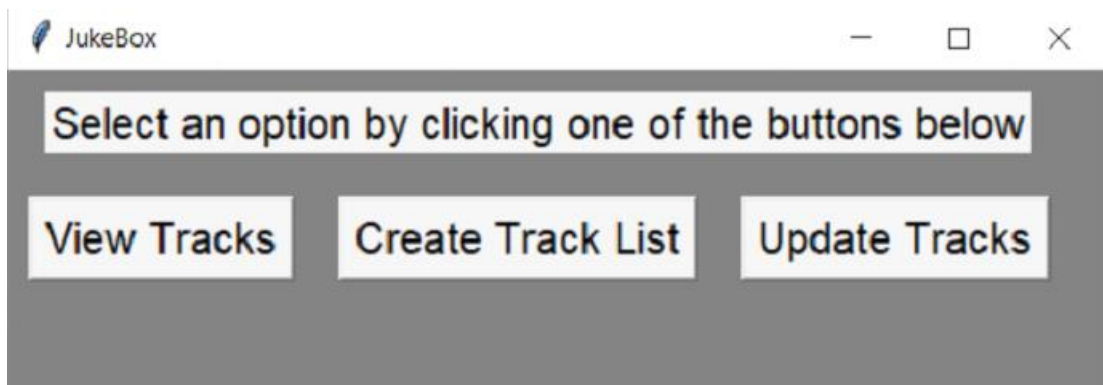 JukeBox
Select an option by clicking one of the buttons below
View Tracks Create Track List Update Tracks